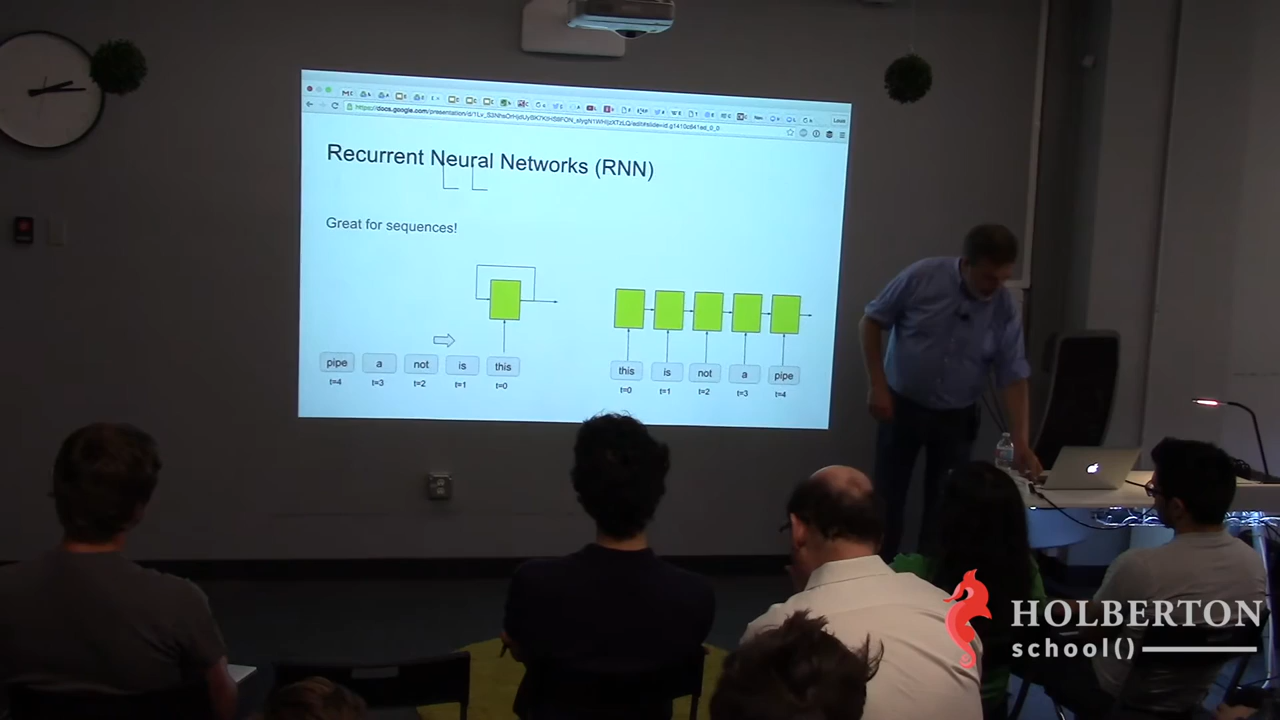 Recurrent Neural Networks (RNN)
Great for sequences!
pipe a not is this
t=4 t=3 t=2 t=1 t=0
this is not a pipe
t=0 t=1 t=2 t=3 t=4
HOLBERTON
school()